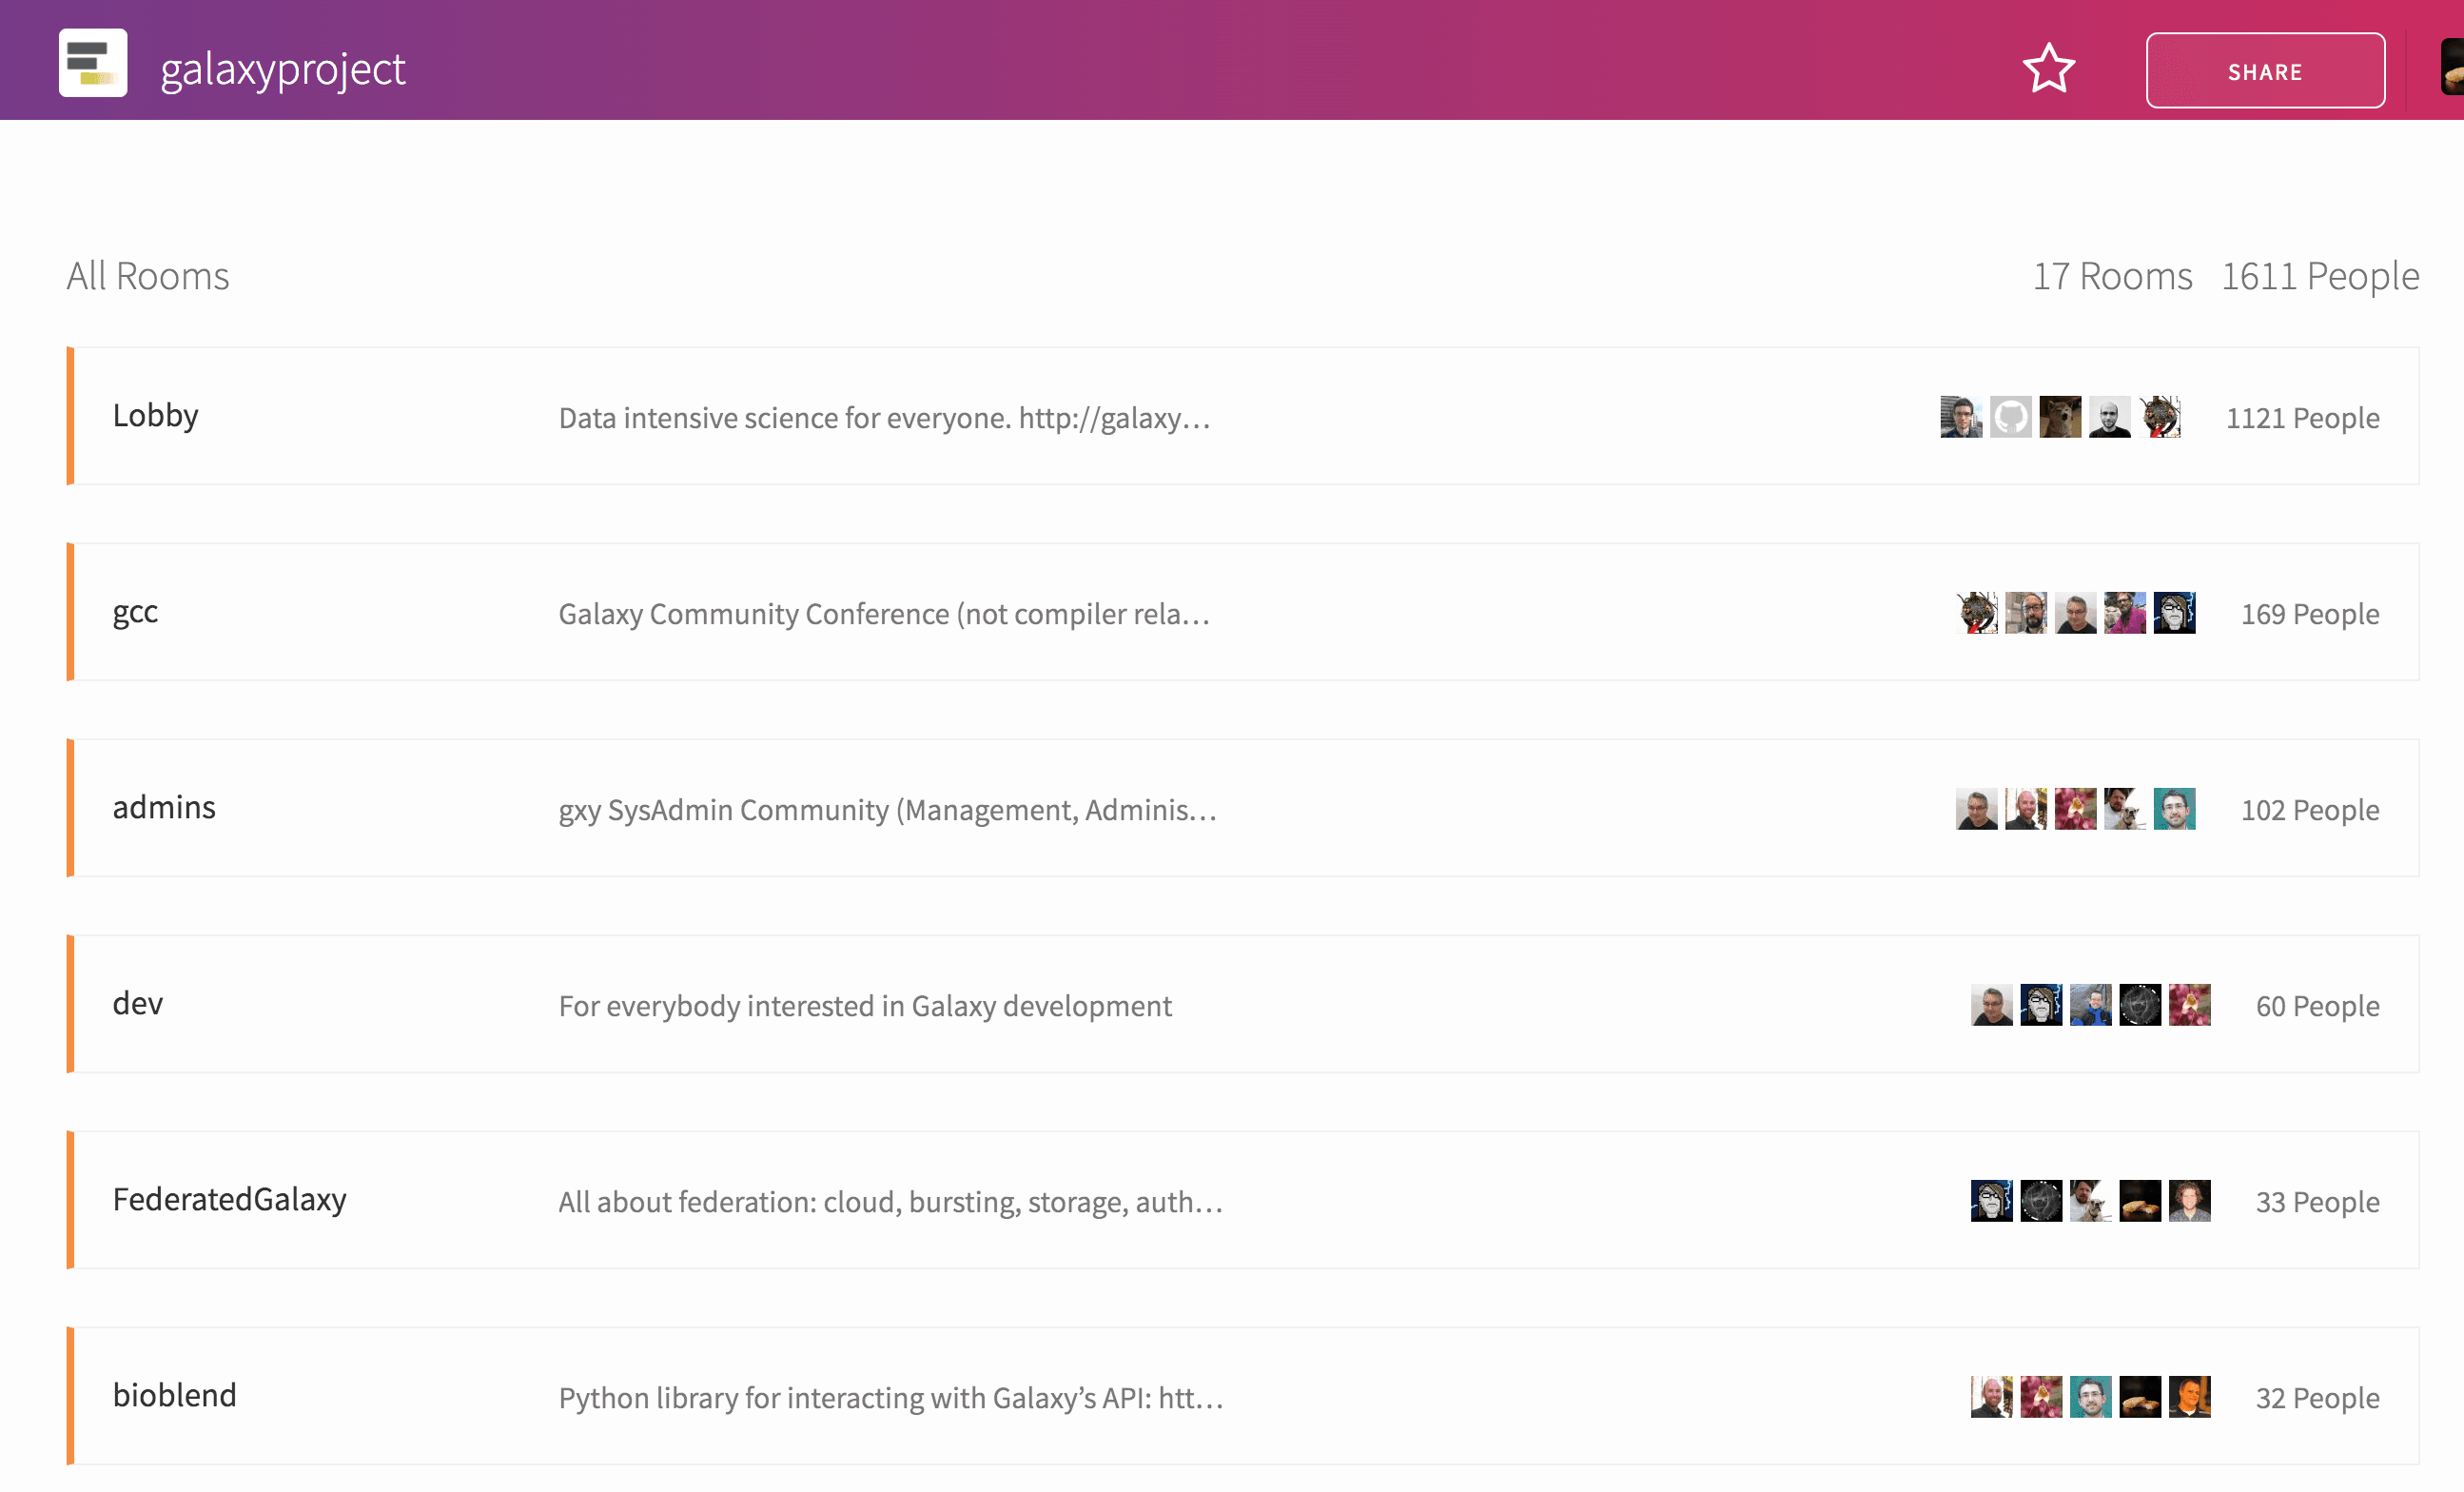 galaxyproject
SHARE
All Rooms
17 Rooms 1611 People
Lobby
Data intensive science for everyone. http://galaxy…
1121 People
gcc
Galaxy Community Conference (not compiler rela…
169 People
admins
gxy SysAdmin Community (Management, Adminis…
102 People
dev
For everybody interested in Galaxy development
60 People
FederatedGalaxy
All about federation: cloud, bursting, storage, auth…
33 People
bioblend
Python library for interacting with Galaxy’s API: htt…
32 People